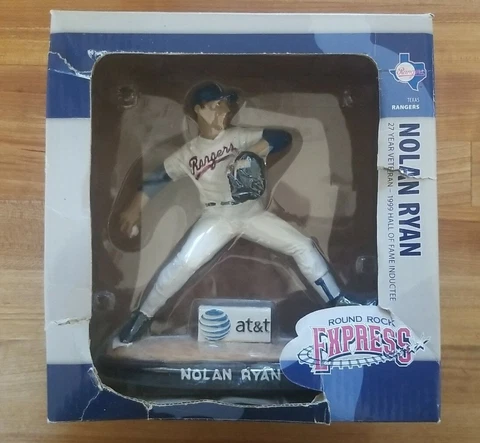 Rangers
TEXAS
RANGERS
NOLAN RYAN
27 YEAR VETERAN - 1999 HALL OF FAME INDUCTEE
Rangers
at&t
ROUND ROCK
EXPRESS
NOLAN RYAN